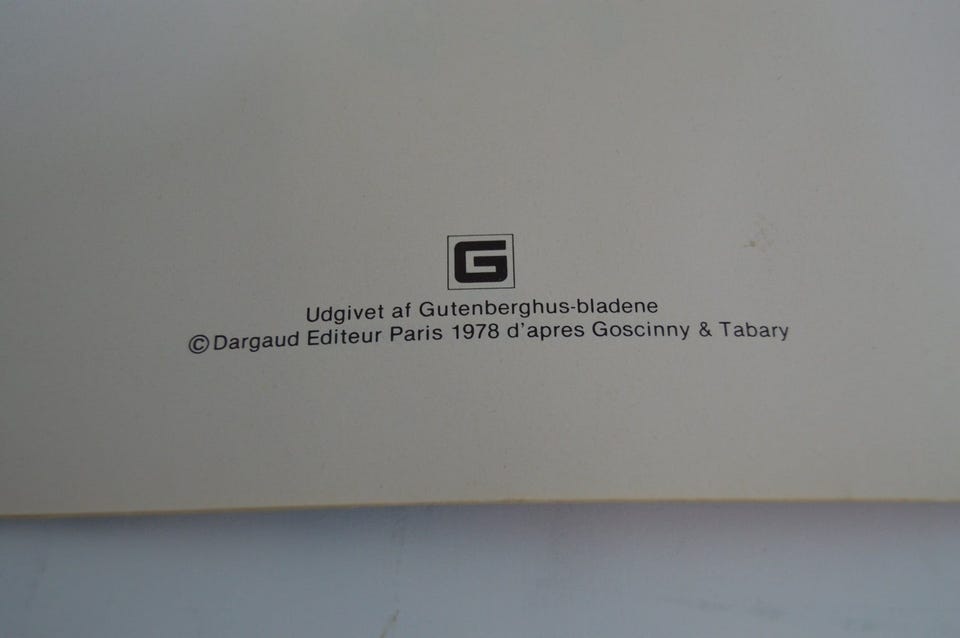 G
Udgivet af Gutenberghus-bladene
©Dargaud Editeur Paris 1978 d'apres Goscinny & Tabary